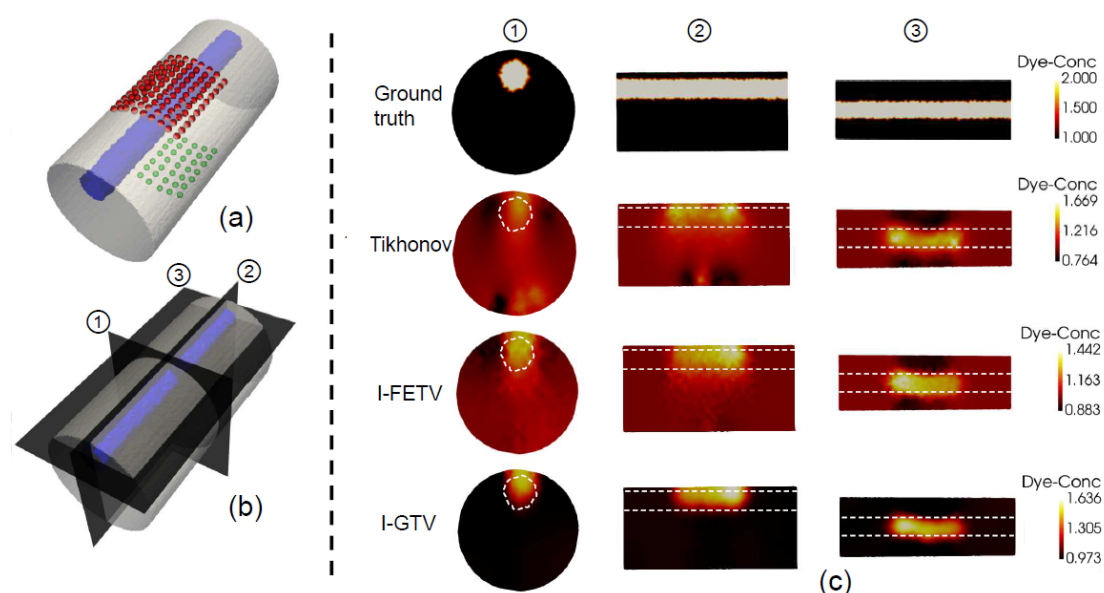 ① ② ③
Ground
truth
Dye-Conc
2.000
1.500
1.000
(a)
Tikhonov
Dye-Conc
1.669
1.216
0.764
③ ②
①
I-FETV
Dye-Conc
1.442
1.163
0.883
(b)
I-GTV
Dye-Conc
1.636
1.305
0.973
(c)